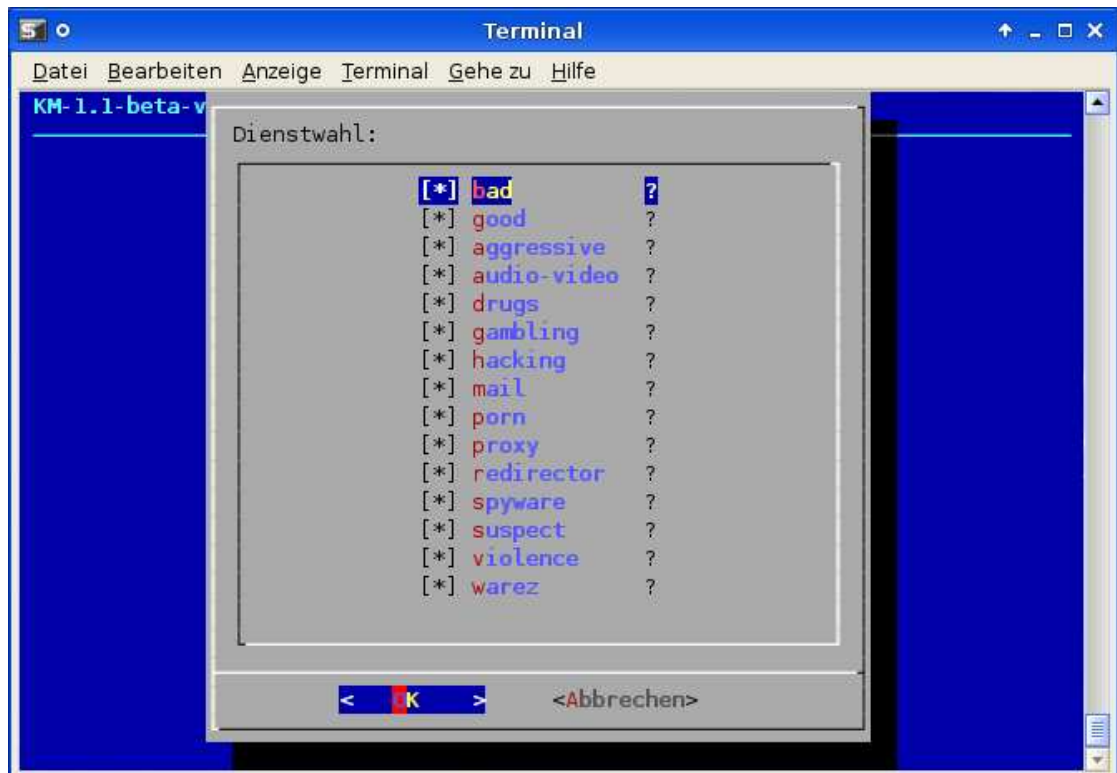 Terminal
Datei Bearbeiten Anzeige Terminal Gehe zu Hilfe
KM-1.1-beta-v
Dienstwahl:
[*] bad ?
[*] good ?
[*] aggressive ?
[*] audio-video ?
[*] drugs ?
[*] gambling ?
[*] hacking ?
[*] mail ?
[*] porn ?
[*] proxy ?
[*] redirector ?
[*] spyware ?
[*] suspect ?
[*] violence ?
[*] warez ?
< OK > <Abbrechen>